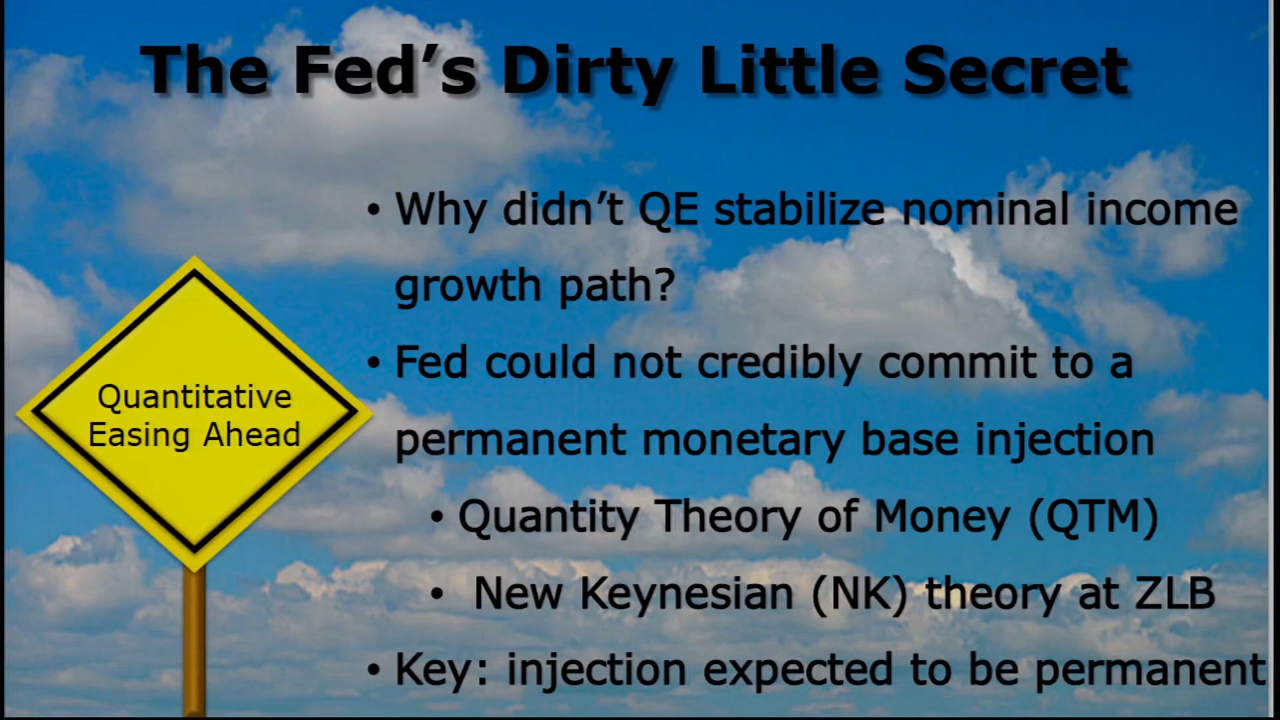 The Fed’s Dirty Little Secret
• Why didn’t QE stabilize nominal income
growth path?
• Fed could not credibly commit to a
permanent monetary base injection
• Quantity Theory of Money (QTM)
• New Keynesian (NK) theory at ZLB
• Key: injection expected to be permanent
Quantitative
Easing Ahead